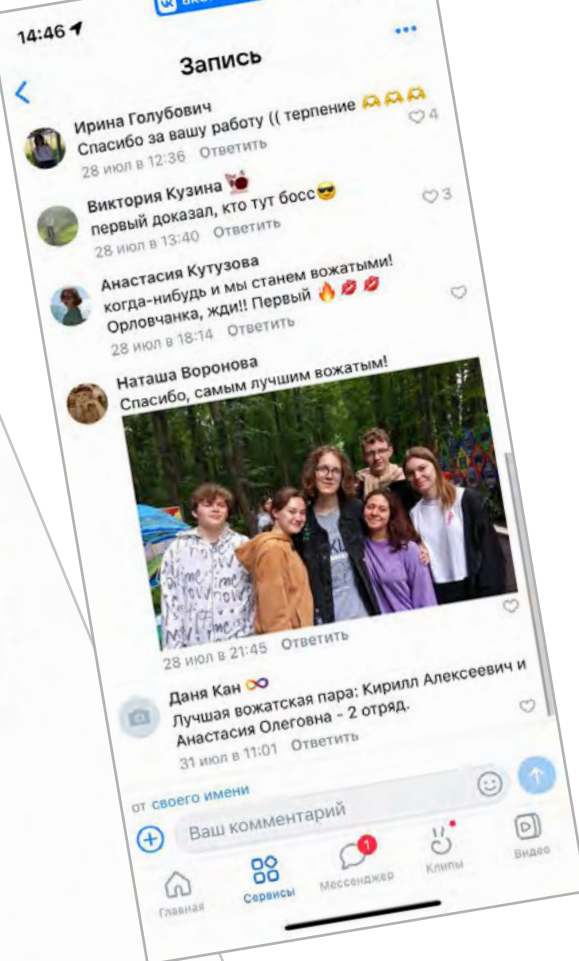 14:46
Запись
Ирина Голубович
Спасибо за вашу работу (( терпение 🫶🫶🫶
28 июл в 12:36 Ответить
4
Виктория Кузина
первый доказал, кто тут босс😎
28 июл в 13:40 Ответить
3
Анастасия Кутузова
когда-нибудь и мы станем вожатыми!
Орловчанка, жди!! Первый 🔥💋💋
28 июл в 18:14 Ответить
Наташа Воронова
Спасибо, самым лучшим вожатым!
28 июл в 21:45 Ответить
Даня Кан
Лучшая вожатская пара: Кирилл Алексеевич и
Анастасия Олеговна - 2 отряд.
31 июл в 11:01 Ответить
от своего имени
Ваш комментарий
1
Главная
Сервисы
Мессенджер
Клипы
Видео